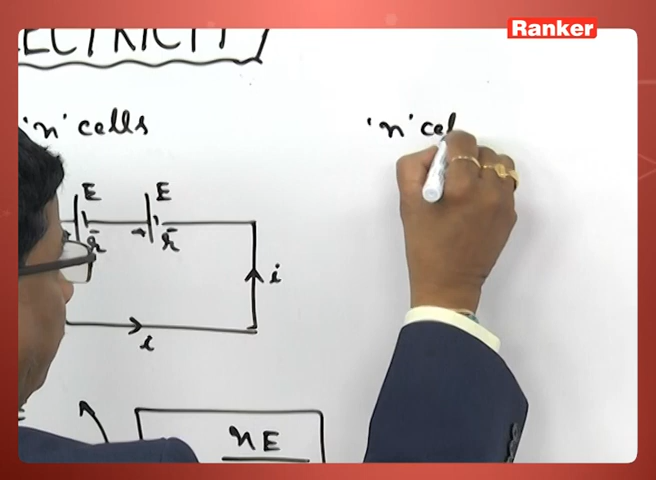 Ranker
ECTRICITY
'n' cells
'n' cel
E E
r r
i
i
nE